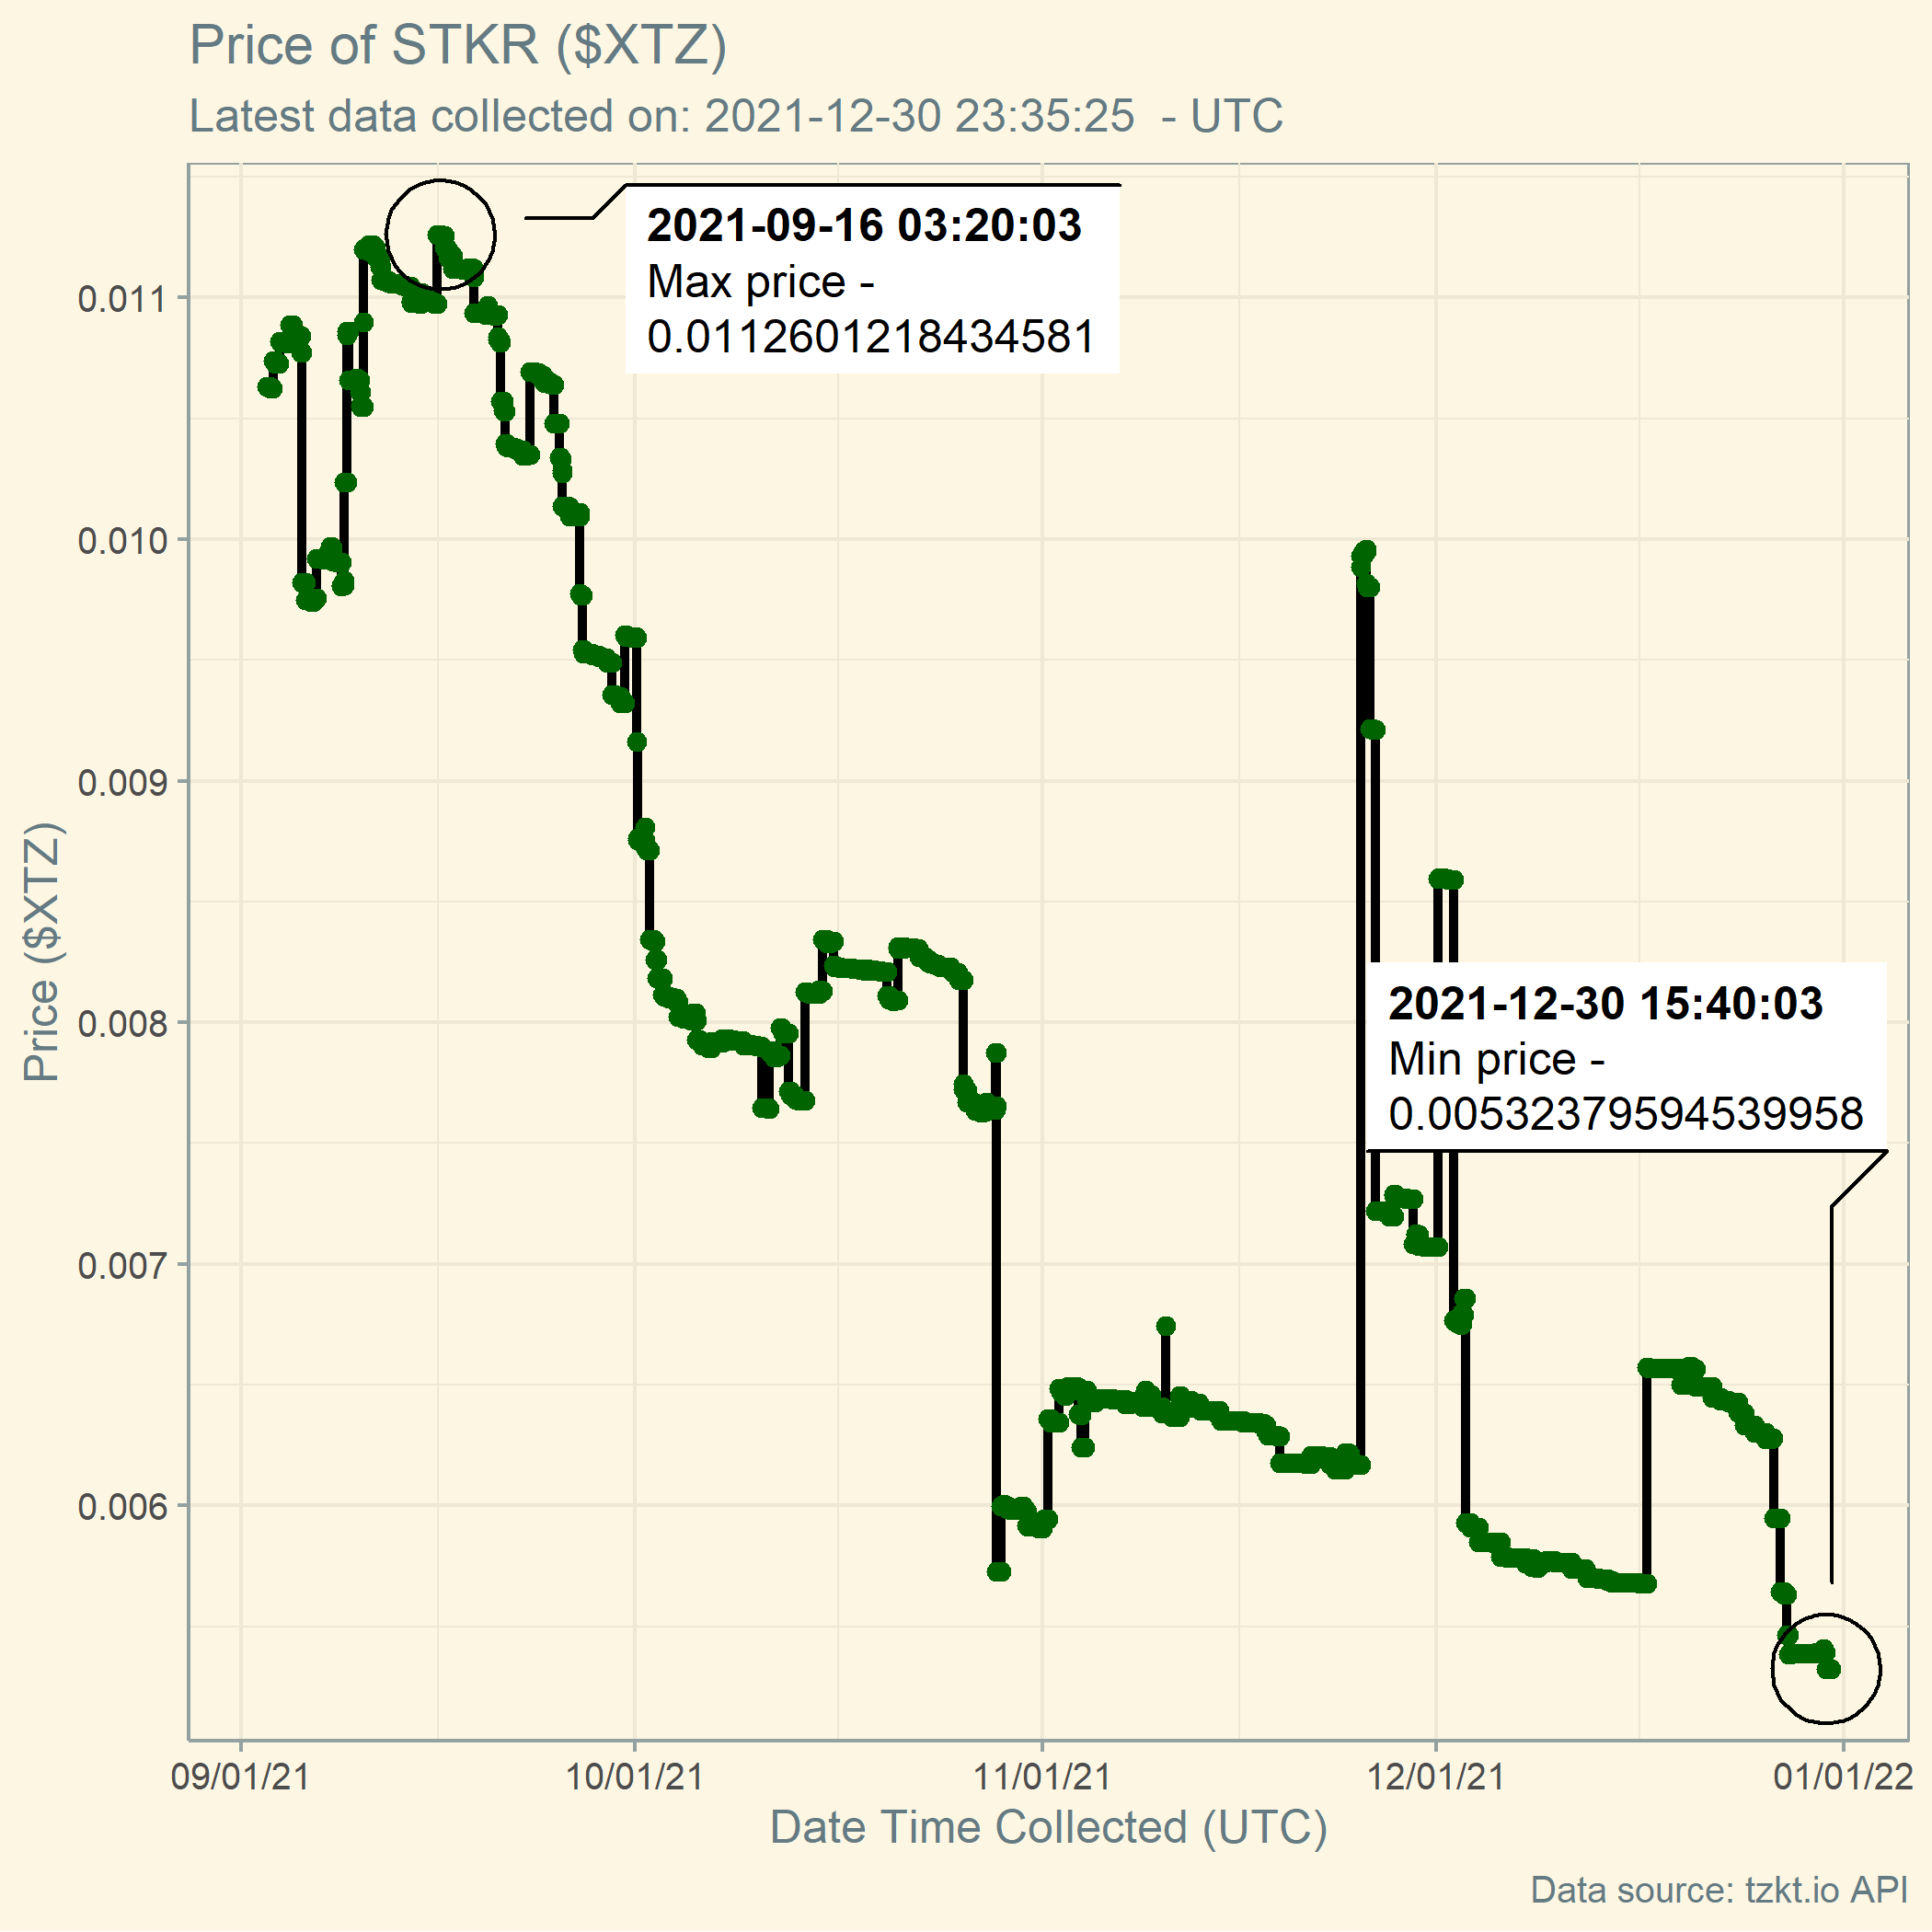 Price of STKR ($XTZ)
Latest data collected on: 2021-12-30 23:35:25  - UTC
2021-09-16 03:20:03
Max price -
0.0112601218434581
0.011
0.010
0.009
0.008
0.007
0.006
Price ($XTZ)
2021-12-30 15:40:03
Min price -
0.005323795945​39958
09/01/21
10/01/21
11/01/21
12/01/21
01/01/22
Date Time Collected (UTC)
Data source: tzkt.io API